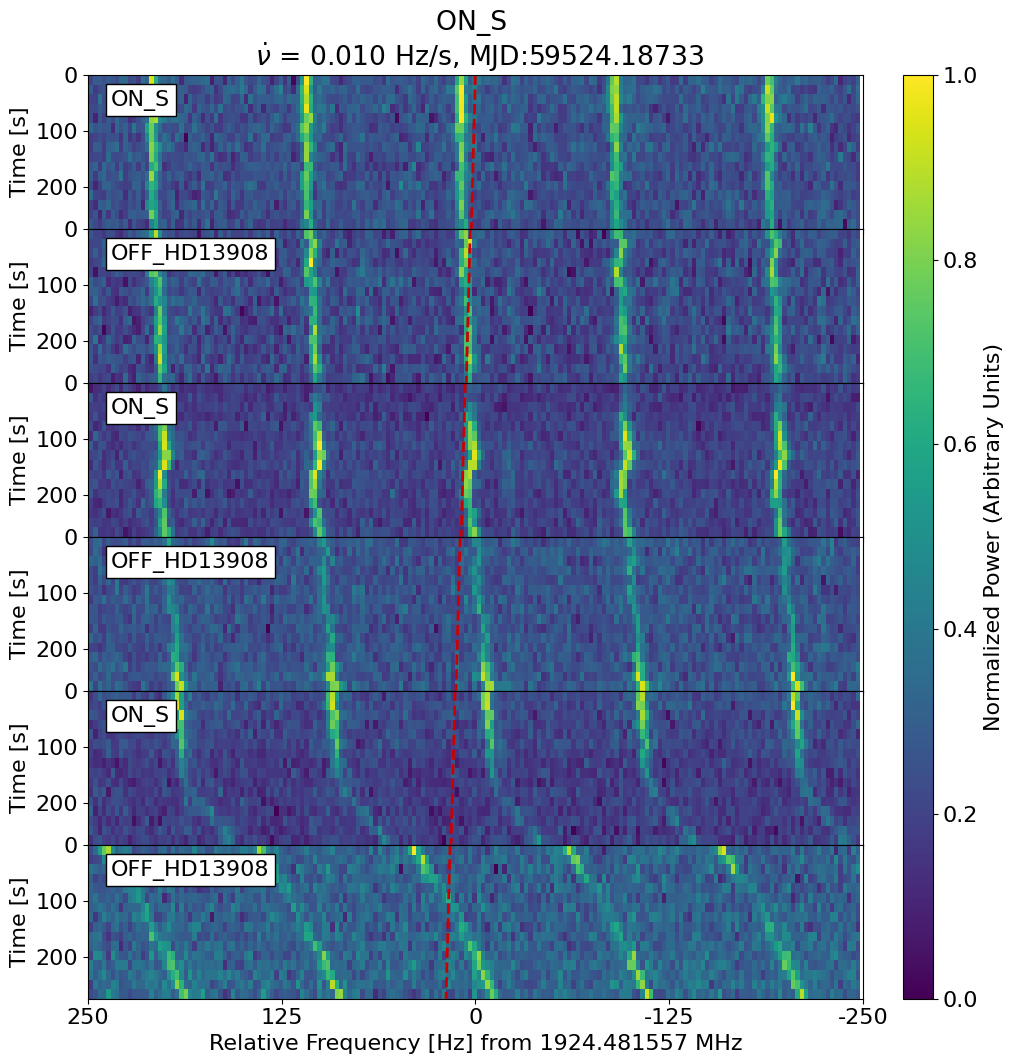 ON_S
ν̇ = 0.010 Hz/s, MJD:59524.18733
0
ON_S
100
Time [s]
200
0
OFF_HD13908
100
Time [s]
200
0
ON_S
100
Time [s]
200
0
OFF_HD13908
100
Time [s]
200
0
ON_S
100
Time [s]
200
0
OFF_HD13908
100
Time [s]
200
250 125 0 -125 -250
Relative Frequency [Hz] from 1924.481557 MHz
1.0
0.8
0.6
0.4
0.2
0.0
Normalized Power (Arbitrary Units)